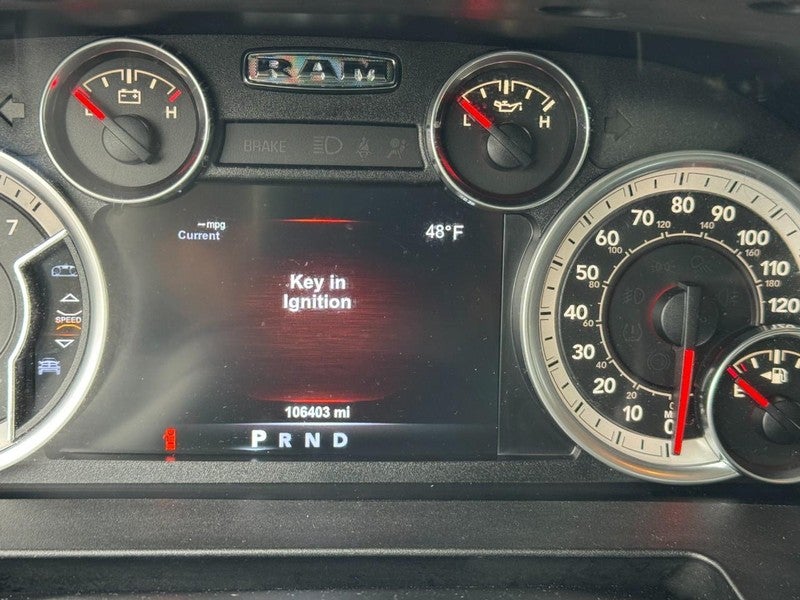 RAM
L H
L H
BRAKE
--mpg
Current
48°F
Key in
Ignition
106403 mi
P R N D
7
SPEED
0 10 20 30 40 50 60 70 80 90 100 110 120
20 40 60 80 100 120 140 160 180
E